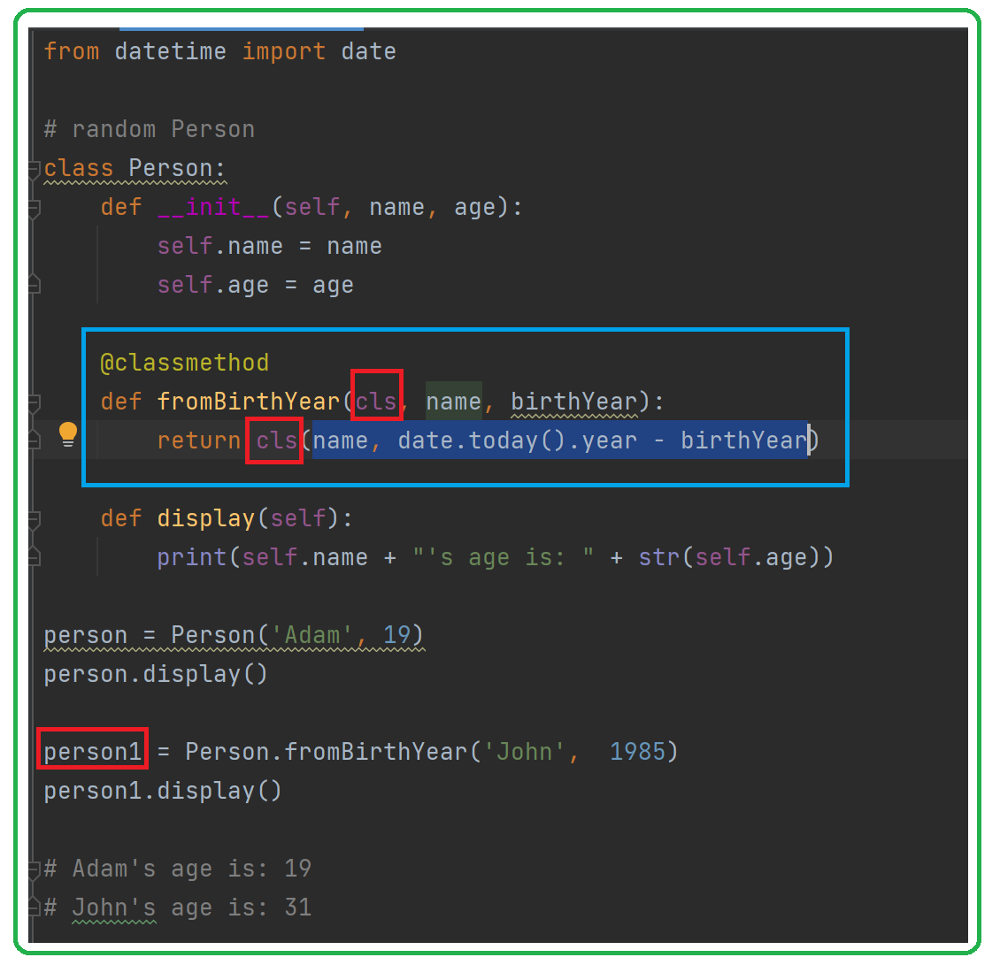 from datetime import date
# random Person
class Person:
    def __init__(self, name, age):
        self.name = name
        self.age = age
    @classmethod
    def fromBirthYear(cls, name, birthYear):
        return cls(name, date.today().year - birthYear)
    def display(self):
        print(self.name + "'s age is: " + str(self.age))
person = Person('Adam', 19)
person.display()
person1 = Person.fromBirthYear('John',  1985)
person1.display()
# Adam's age is: 19
# John's age is: 31